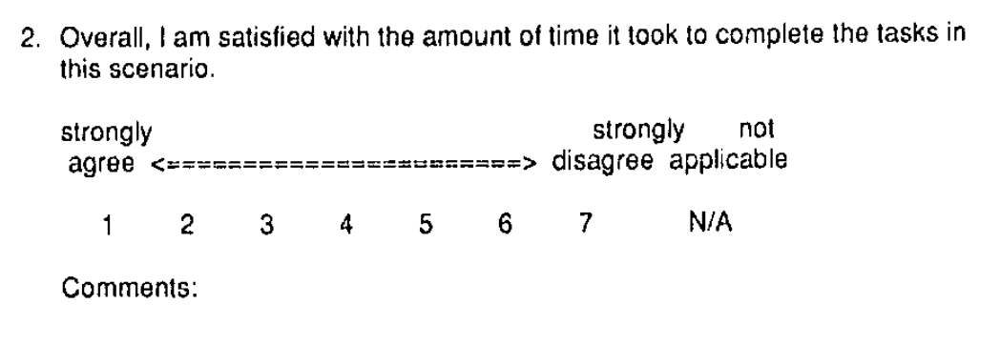 2. Overall, I am satisfied with the amount of time it took to complete the tasks in
this scenario.
strongly strongly not
agree <=======================> disagree applicable
1 2 3 4 5 6 7 N/A
Comments: